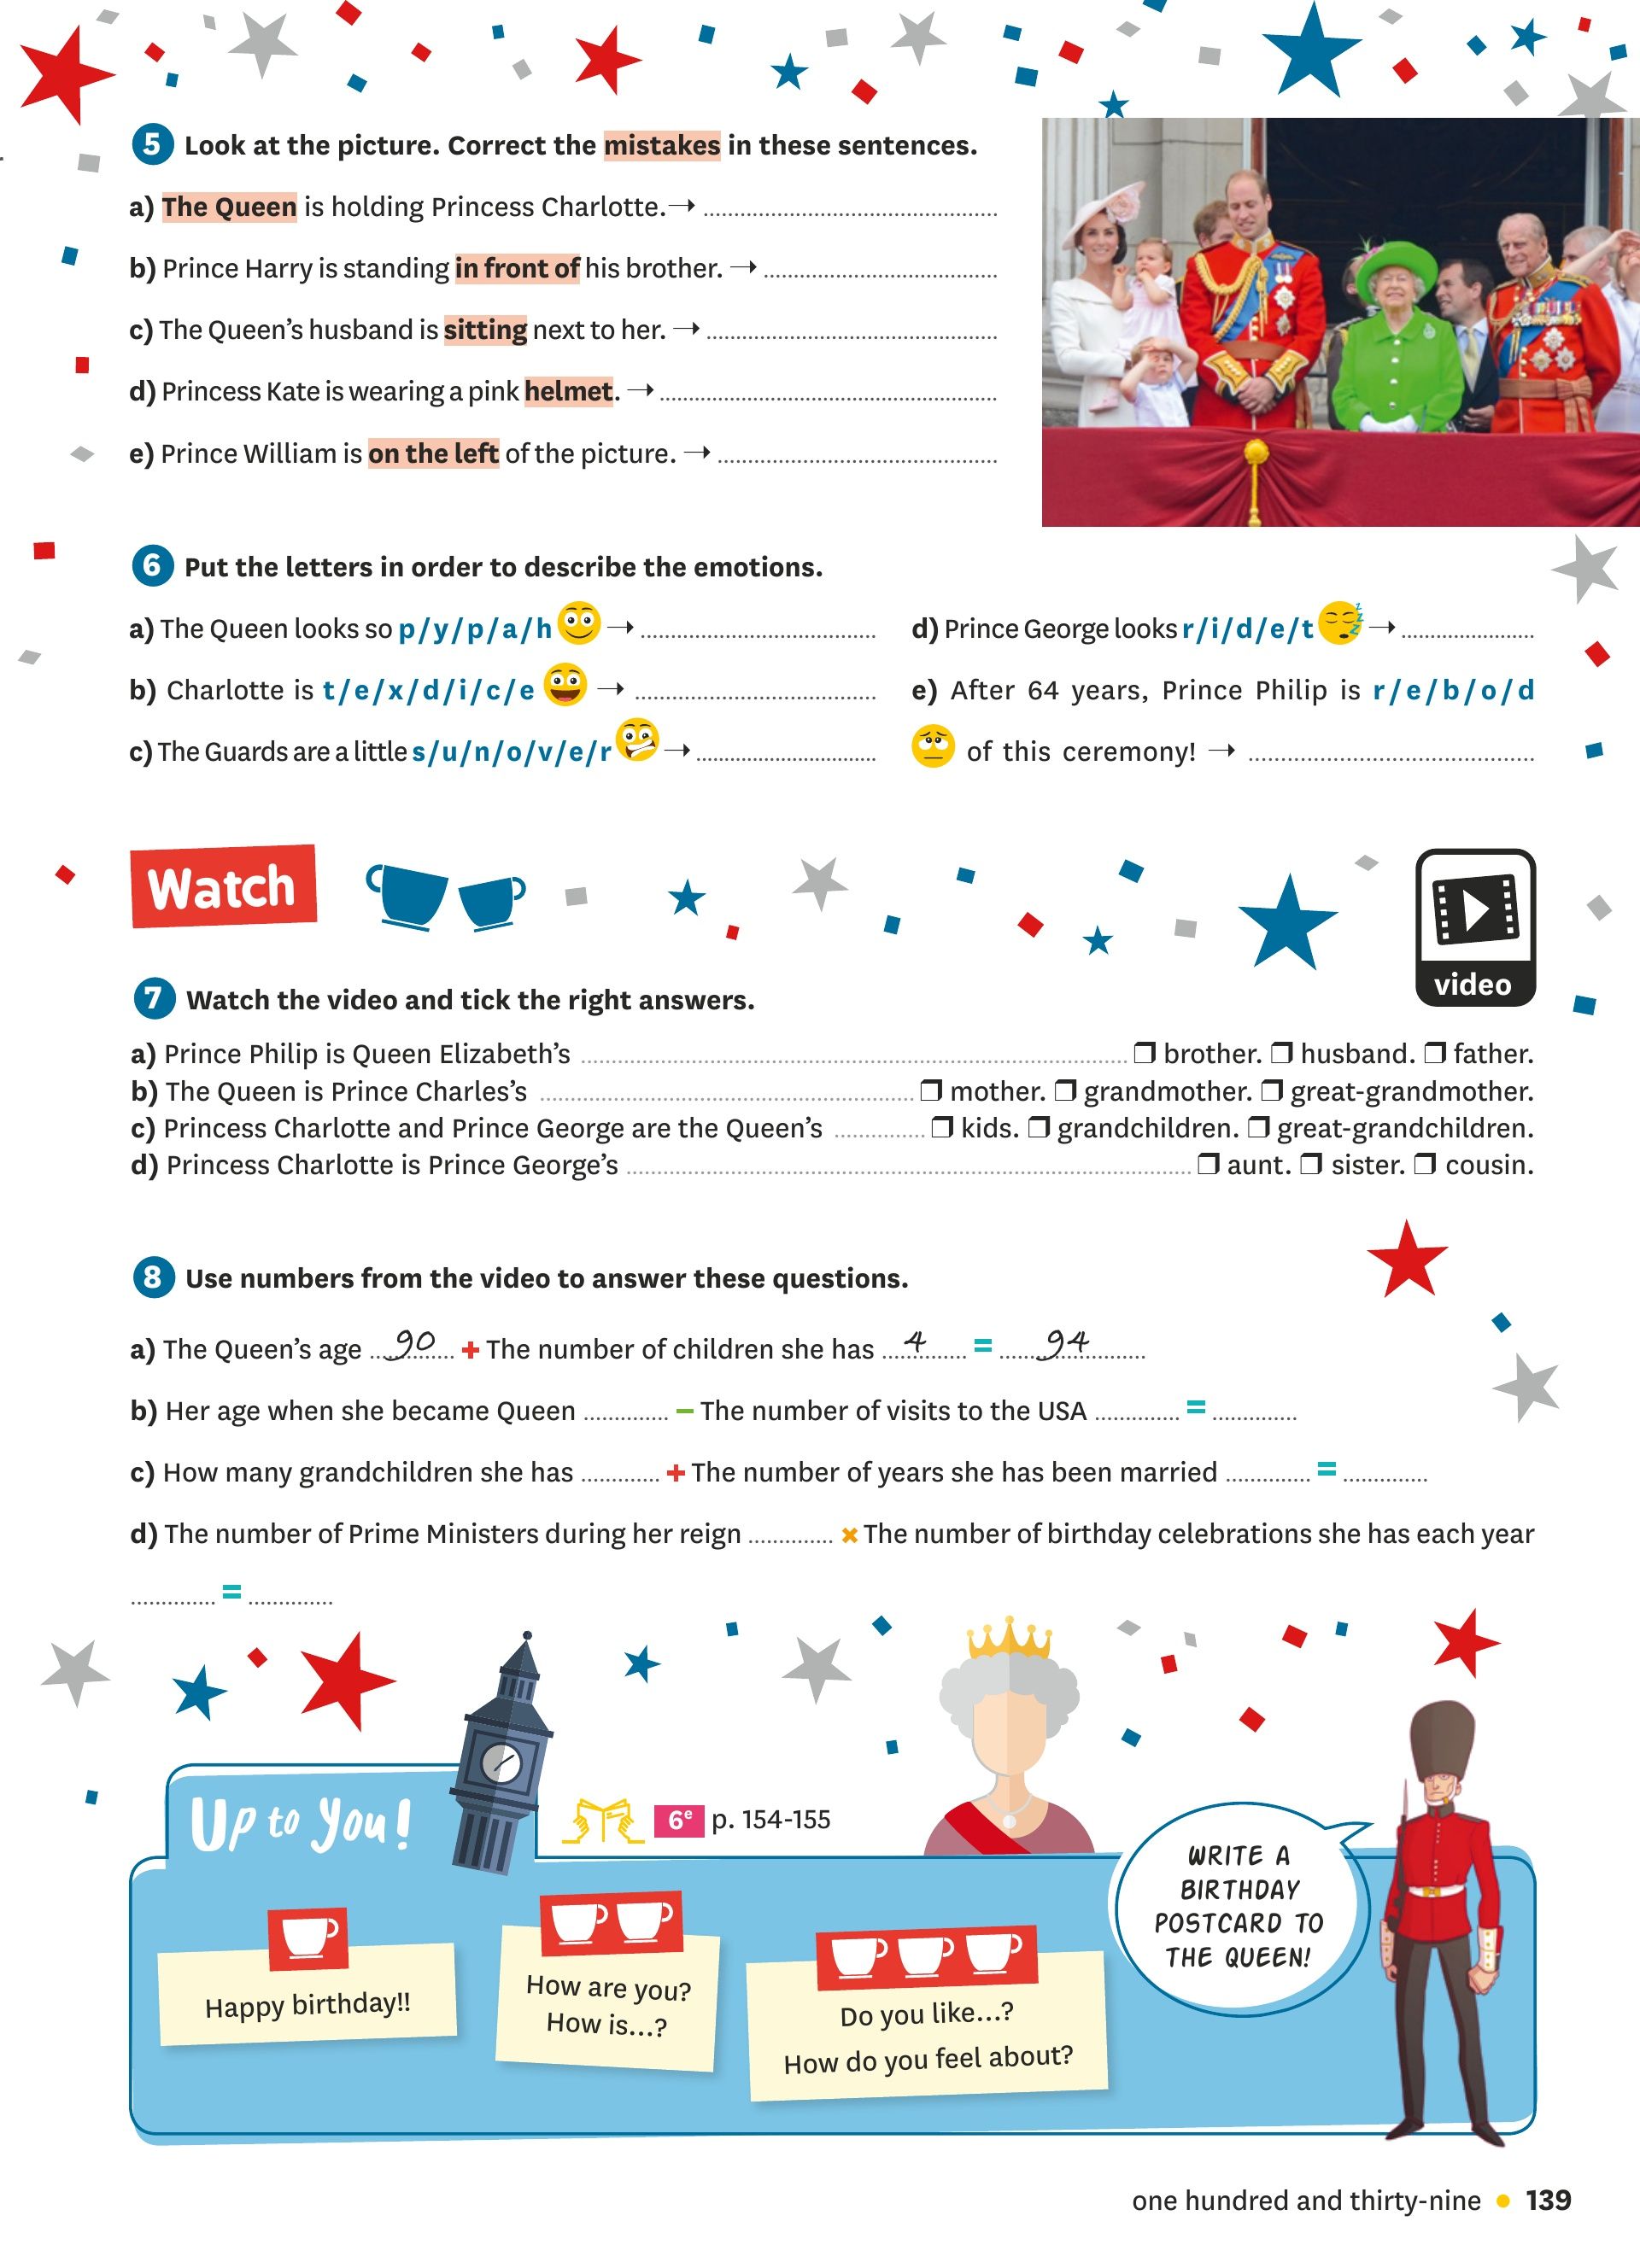 5 Look at the picture. Correct the mistakes in these sentences.
a) The Queen is holding Princess Charlotte.→ ........................................
b) Prince Harry is standing in front of his brother. → ........................................
c) The Queen’s husband is sitting next to her. → ........................................
d) Princess Kate is wearing a pink helmet. → ........................................
e) Prince William is on the left of the picture. → ........................................
6 Put the letters in order to describe the emotions.
a) The Queen looks so p/y/p/a/h → ........................................
b) Charlotte is t/e/x/d/i/c/e → ........................................
c) The Guards are a little s/u/n/o/v/e/r → ........................................
d) Prince George looks r/i/d/e/t → ....................
e) After 64 years, Prince Philip is r/e/b/o/d
of this ceremony! → ........................................
Watch
video
7 Watch the video and tick the right answers.
a) Prince Philip is Queen Elizabeth’s ........................................ ❒ brother. ❒ husband. ❒ father.
b) The Queen is Prince Charles’s ........................................ ❒ mother. ❒ grandmother. ❒ great-grandmother.
c) Princess Charlotte and Prince George are the Queen’s ............. ❒ kids. ❒ grandchildren. ❒ great-grandchildren.
d) Princess Charlotte is Prince George’s ........................................ ❒ aunt. ❒ sister. ❒ cousin.
8 Use numbers from the video to answer these questions.
a) The Queen’s age 90 + The number of children she has 4 = 94
b) Her age when she became Queen ............. – The number of visits to the USA ............. = .............
c) How many grandchildren she has ............. + The number of years she has been married ............. = .............
d) The number of Prime Ministers during her reign ............. × The number of birthday celebrations she has each year
............. = .............
Up to You!
6e p. 154-155
Happy birthday!!
How are you?
How is...?
Do you like...?
How do you feel about?
WRITE A
BIRTHDAY
POSTCARD TO
THE QUEEN!
one hundred and thirty-nine • 139